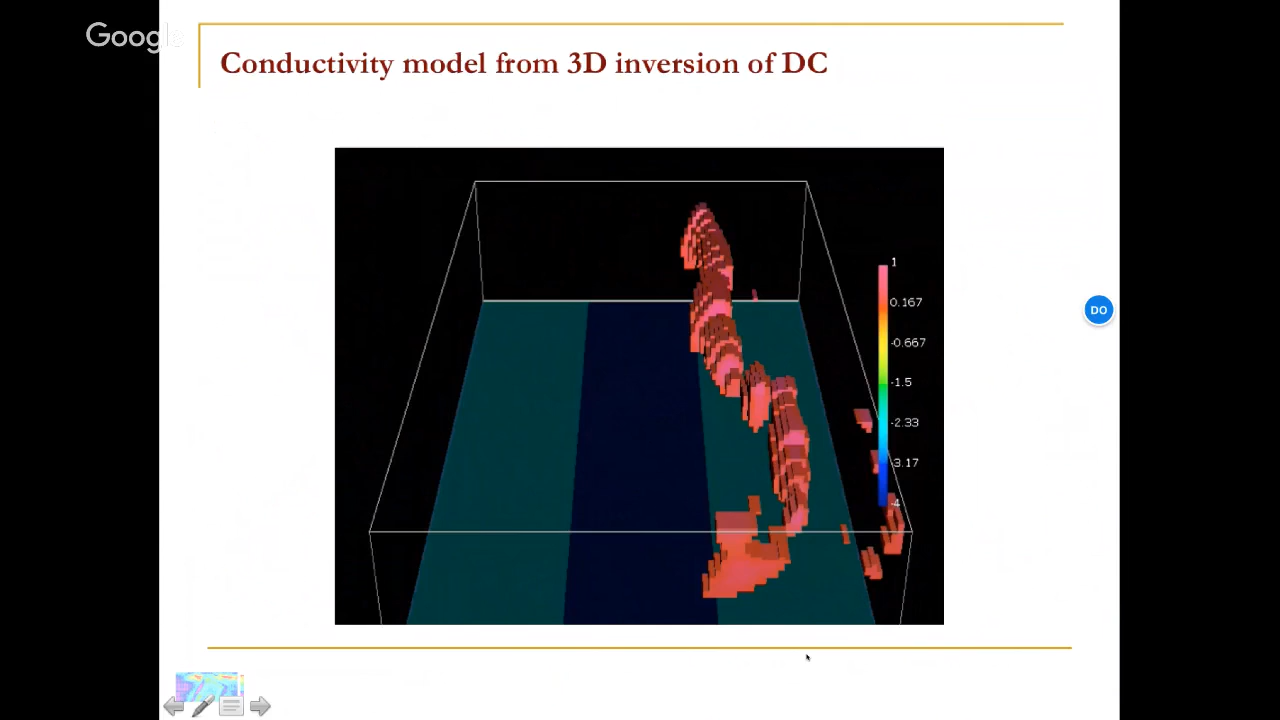 Google
Conductivity model from 3D inversion of DC
1
0.167
-0.667
-1.5
-2.33
-3.17
-4
DO